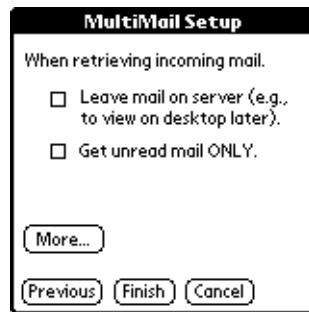 MultiMail Setup
When retrieving incoming mail.
Leave mail on server (e.g.,
to view on desktop later).
Get unread mail ONLY.
More...
Previous Finish Cancel